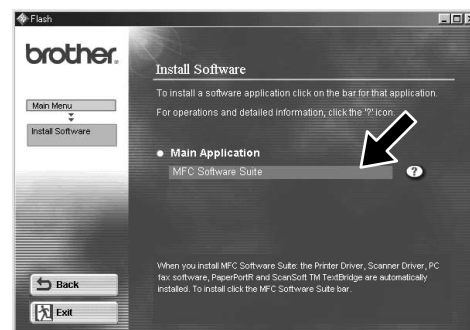 Flash
brother.
Main Menu
Install Software
Install Software
To install a software application click on the bar for that application.
For operations and detailed information, click the '?' icon.
Main Application
MFC Software Suite
?
When you install MFC Software Suite: the Printer Driver, Scanner Driver, PC
fax software, PaperPortR and ScanSoft TM TextBridge are automatically
installed. To install click the MFC Software Suite bar.
Back
Exit